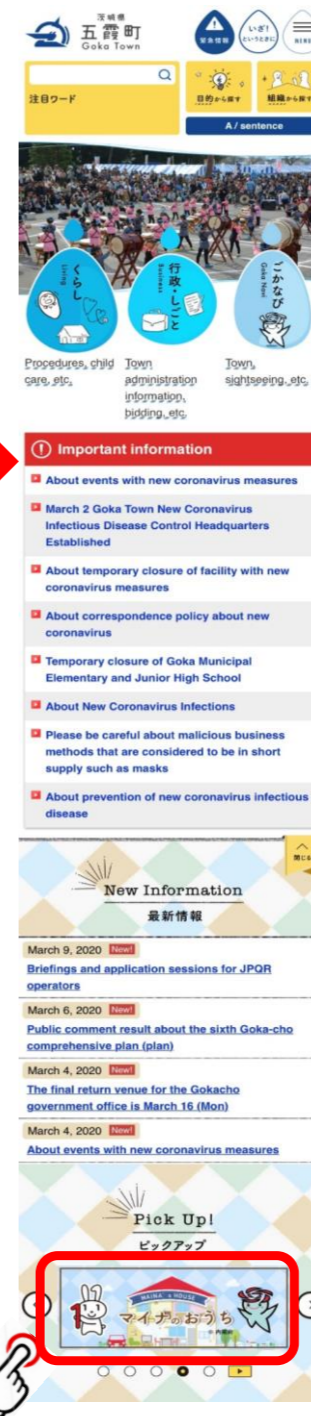 茨城県
五霞町
Goka Town
緊急情報
いざ!
というときに
MENU
注目ワード
目的から探す
組織から探す
A / sentence
くらし
Living
行政・しごと
Business
ごかなび
Goka Navi
Procedures, child
care, etc.
Town
administration
information,
bidding, etc.
Town,
sightseeing, etc.
Important information
About events with new coronavirus measures
March 2 Goka Town New Coronavirus
Infectious Disease Control Headquarters
Established
About temporary closure of facility with new
coronavirus measures
About correspondence policy about new
coronavirus
Temporary closure of Goka Municipal
Elementary and Junior High School
About New Coronavirus Infections
Please be careful about malicious business
methods that are considered to be in short
supply such as masks
About prevention of new coronavirus infectious
disease
New Information
最新情報
March 9, 2020 New!
Briefings and application sessions for JPQR
operators
March 6, 2020 New!
Public comment result about the sixth Goka-cho
comprehensive plan (plan)
March 4, 2020 New!
The final return venue for the Gokacho
government office is March 16 (Mon)
March 4, 2020 New!
About events with new coronavirus measures
Pick Up!
ピックアップ
マイナのおうち